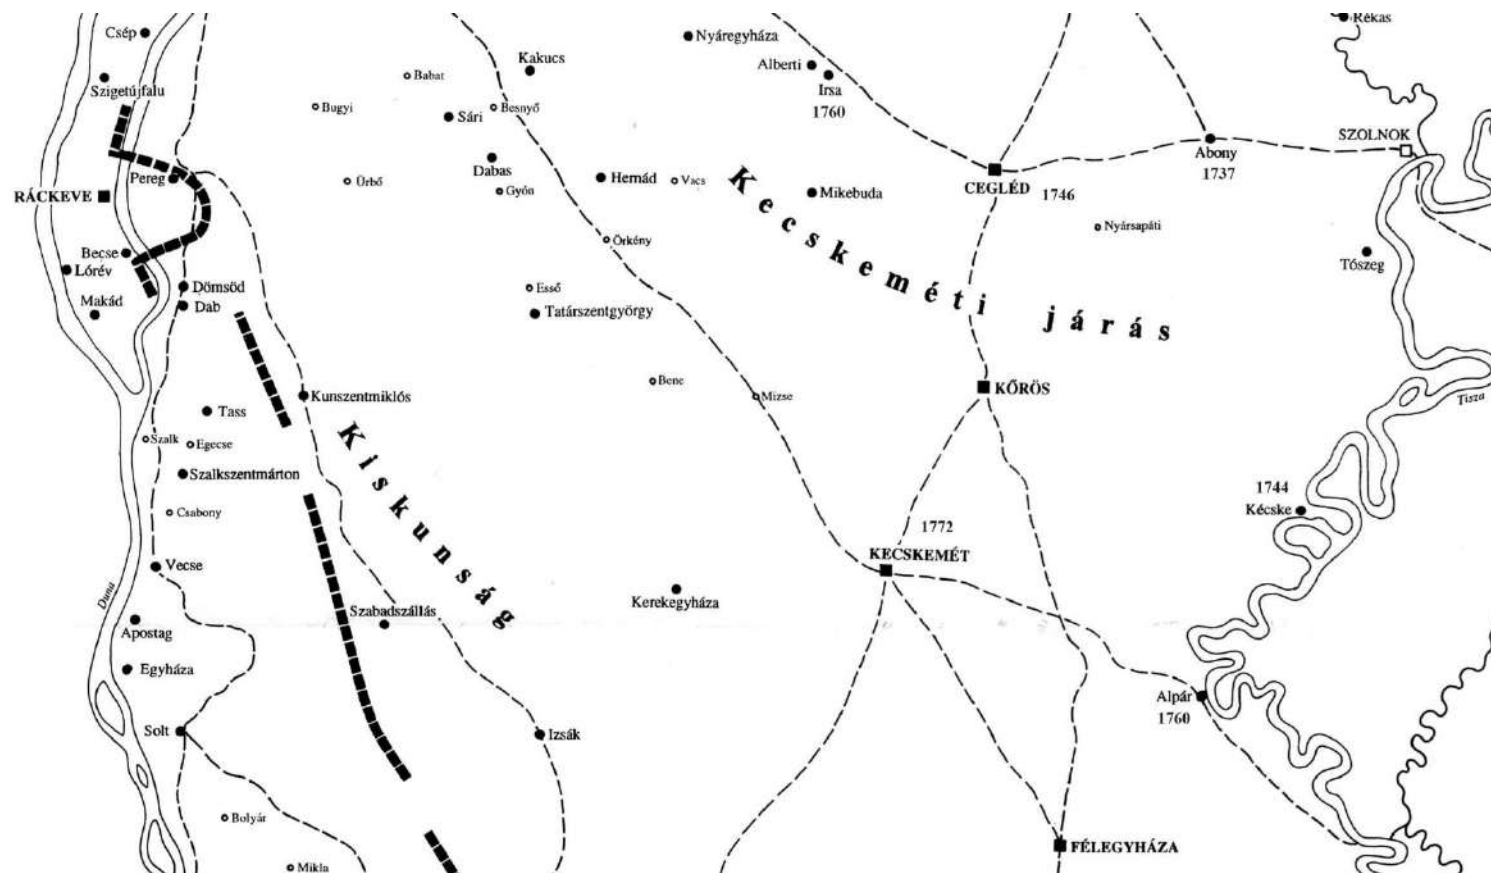 Csép
Rékas
Nyáregyháza
Kakucs
Alberti
Babat
Szigetújfalu
Irsa
1760
Bugyi
Besnyő
Sári
SZOLNOK
Abony
1737
Dabas
Pereg
Ürbő
Gyón
Hernád
Vacs
Mikebuda
CEGLÉD
1746
RÁCKEVE
Nyársapáti
Örkény
Becse
Lórév
Tószeg
Dömsöd
Esső
Makád
Dab
Tatárszentgyörgy
Kecskeméti járás
Bene
Mizse
KŐRÖS
Kunszentmiklós
Tisza
Tass
Szalk
Egecse
Kiskunság
Szalkszentmárton
1744
Kécske
Csabony
1772
KECSKEMÉT
Vecse
Duna
Kerekegyháza
Szabadszállás
Apostag
Egyháza
Alpár
1760
Solt
Izsák
Bolyár
FÉLEGYHÁZA
Mikla